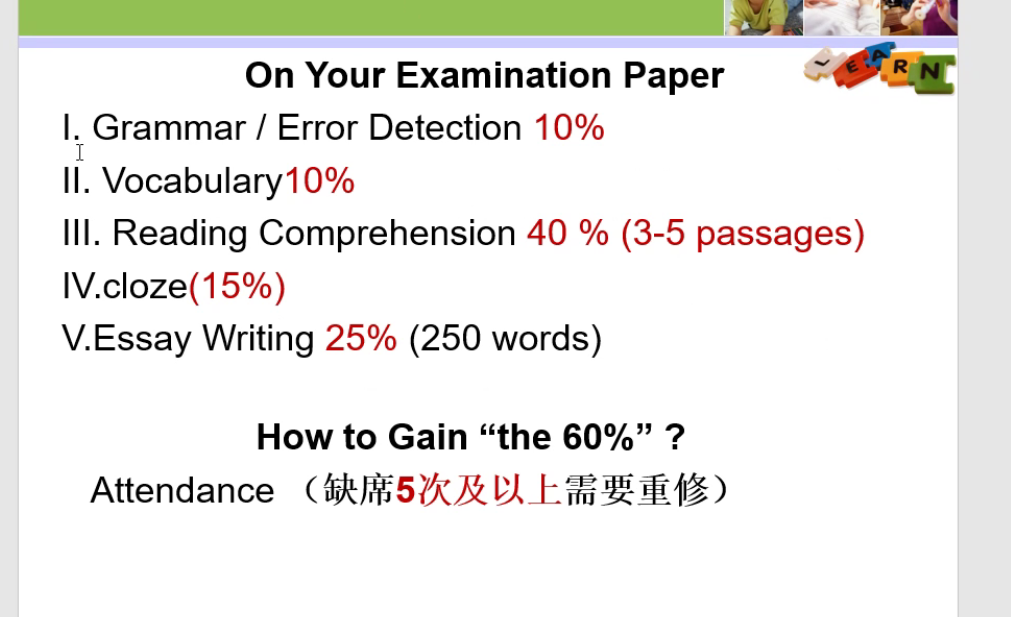 LEARN
On Your Examination Paper
I. Grammar / Error Detection 10%
II. Vocabulary10%
III. Reading Comprehension 40 % (3-5 passages)
IV.cloze(15%)
V.Essay Writing 25% (250 words)
How to Gain “the 60%” ?
Attendance （缺席5次及以上需要重修）